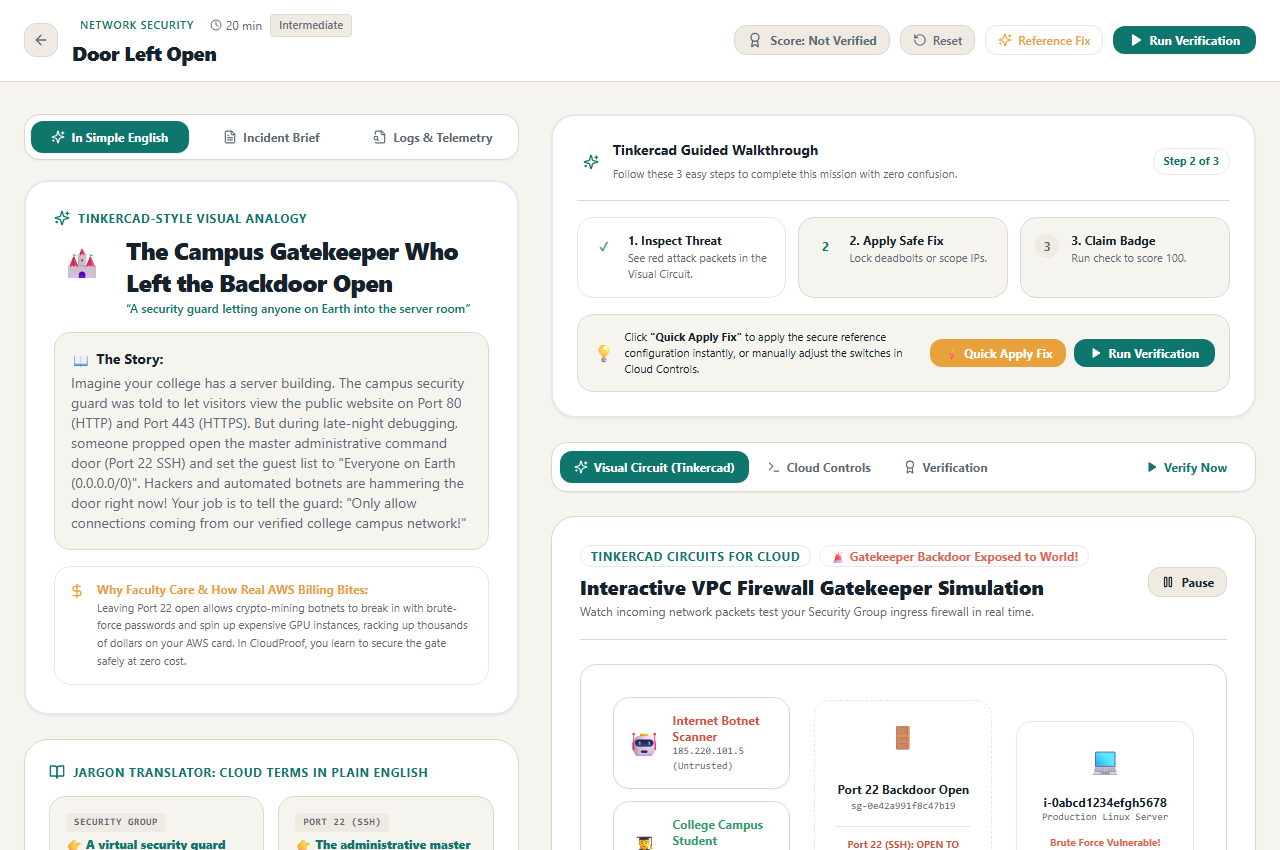 NETWORK SECURITY
20 min
Intermediate
Door Left Open
Score: Not Verified
Reset
Reference Fix
Run Verification
In Simple English
Incident Brief
Logs & Telemetry
TINKERCAD-STYLE VISUAL ANALOGY
The Campus Gatekeeper Who
Left the Backdoor Open
"A security guard letting anyone on Earth into the server room"
The Story:
Imagine your college has a server building. The campus security
guard was told to let visitors view the public website on Port 80
(HTTP) and Port 443 (HTTPS). But during late-night debugging,
someone propped open the master administrative command
door (Port 22 SSH) and set the guest list to "Everyone on Earth
(0.0.0.0/0)". Hackers and automated botnets are hammering the
door right now! Your job is to tell the guard: "Only allow
connections coming from our verified college campus network!"
Why Faculty Care & How Real AWS Billing Bites:
Leaving Port 22 open allows crypto-mining botnets to break in with brute-
force passwords and spin up expensive GPU instances, racking up thousands
of dollars on your AWS card. In CloudProof, you learn to secure the gate
safely at zero cost.
JARGON TRANSLATOR: CLOUD TERMS IN PLAIN ENGLISH
SECURITY GROUP
A virtual security guard
PORT 22 (SSH)
The administrative master
Tinkercad Guided Walkthrough
Follow these 3 easy steps to complete this mission with zero confusion.
Step 2 of 3
✓
1. Inspect Threat
See red attack packets in the
Visual Circuit.
2
2. Apply Safe Fix
Lock deadbolts or scope IPs.
3
3. Claim Badge
Run check to score 100.
Click "Quick Apply Fix" to apply the secure reference
configuration instantly, or manually adjust the switches in
Cloud Controls.
Quick Apply Fix
Run Verification
Visual Circuit (Tinkercad)
Cloud Controls
Verification
Verify Now
TINKERCAD CIRCUITS FOR CLOUD
Gatekeeper Backdoor Exposed to World!
Interactive VPC Firewall Gatekeeper Simulation
Watch incoming network packets test your Security Group ingress firewall in real time.
Pause
Internet Botnet
Scanner
185.220.101.5
(Untrusted)
College Campus
Student
Port 22 Backdoor Open
sg-0e42a991f8c47b19
Port 22 (SSH): OPEN TO
i-0abcd1234efgh5678
Production Linux Server
Brute Force Vulnerable!